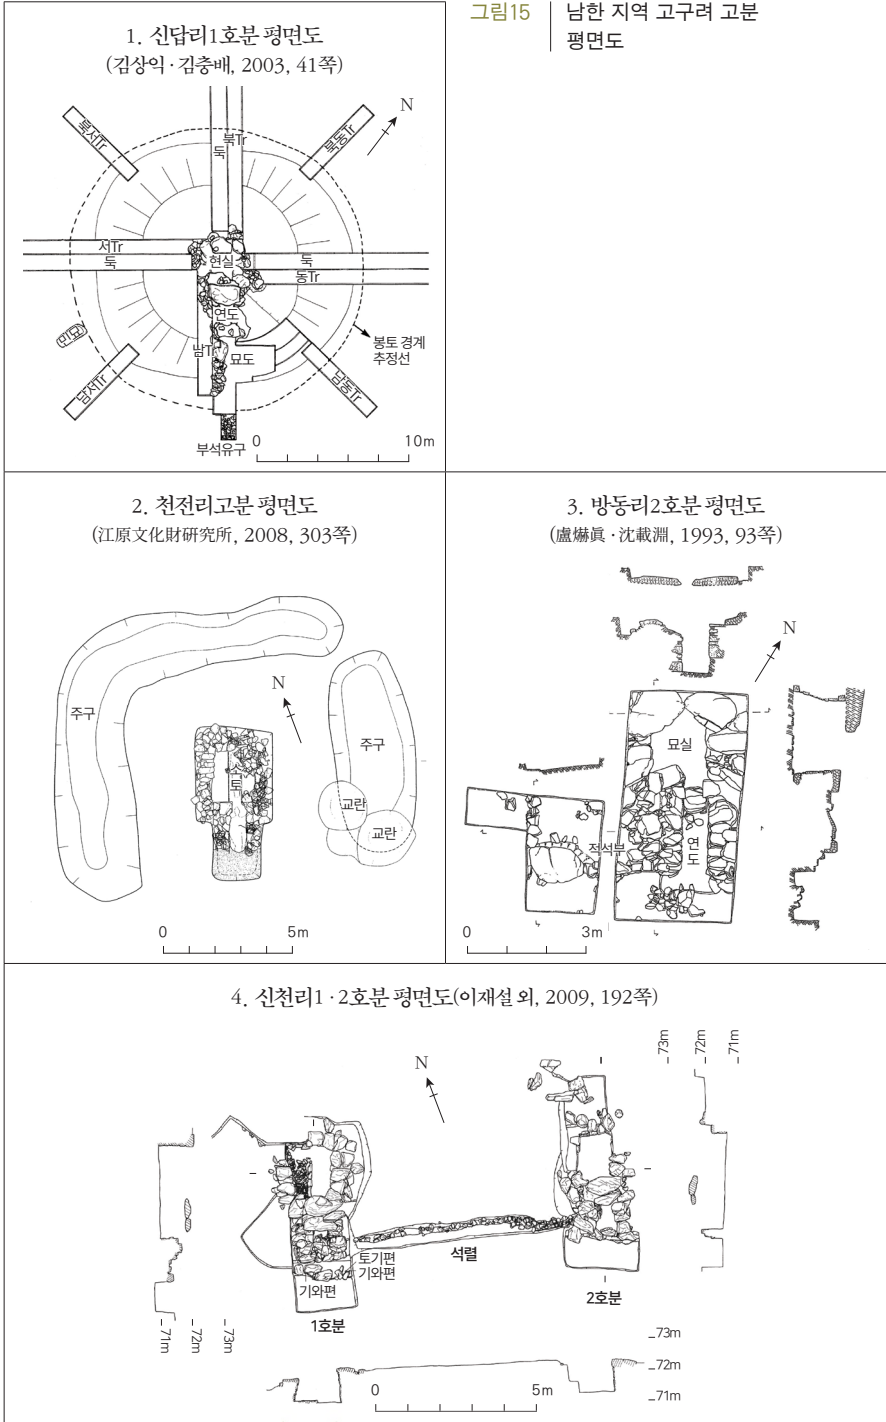 그림15
남한 지역 고구려 고분
평면도
1. 신답리1호분 평면도
(김상익·김충배, 2003, 41쪽)
N
북서Tr
북Tr
둑
북동Tr
서Tr
둑
현실
둑
동Tr
연도
민묘
남Tr
묘도
봉토 경계
추정선
남서Tr
남동Tr
부석유구
0
10m
2. 천전리고분 평면도
(江原文化財硏究所, 2008, 303쪽)
N
주구
주구
토
교란
교란
0
5m
3. 방동리2호분 평면도
(盧爀眞·沈載淵, 1993, 93쪽)
N
묘실
적석부
연도
0
3m
4. 신천리1·2호분 평면도(이재설 외, 2009, 192쪽)
N
73m
72m
71m
토기편
기와편
석렬
기와편
1호분
2호분
71m
72m
73m
73m
72m
71m
0
5m